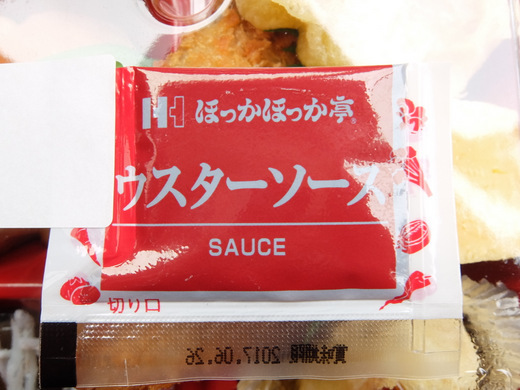 ほっかほっか亭
ウスターソース
SAUCE
切り口
賞味期限 2017.06.26